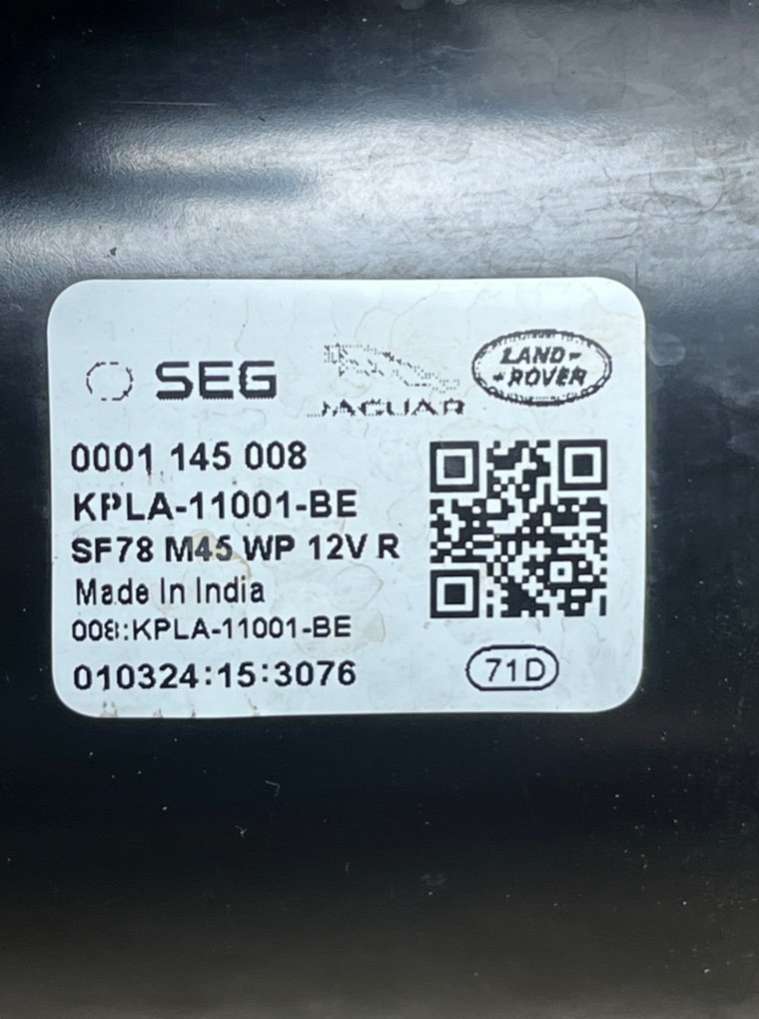 SEG
JAGUAR
LAND-
-ROVER
0001 145 008
KPLA-11001-BE
SF78 M45 WP 12V R
Made In India
008:KPLA-11001-BE
010324:15:3076
71D